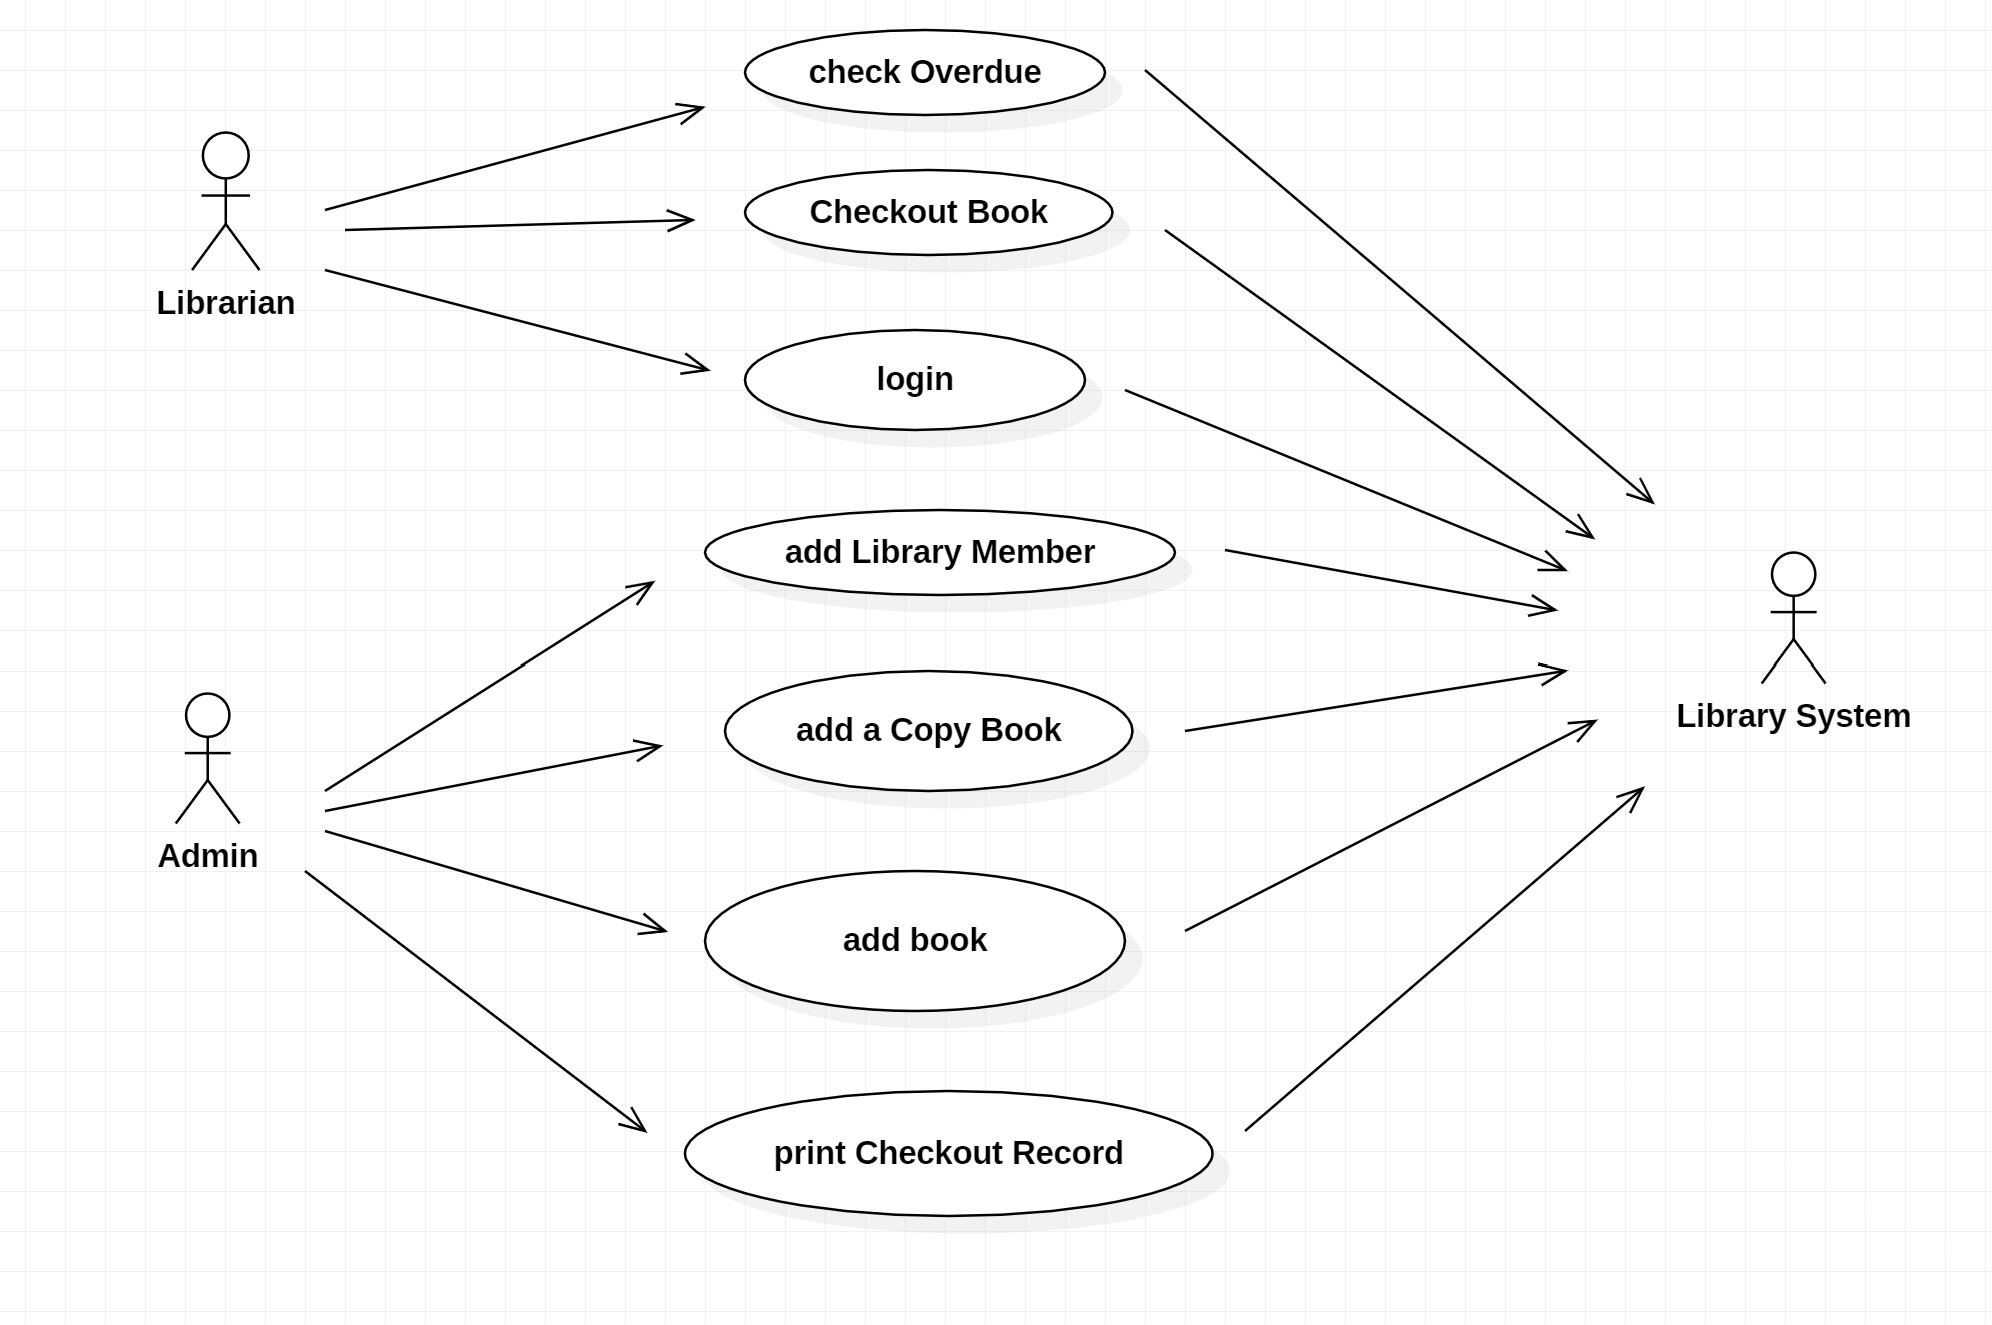 check Overdue
Checkout Book
Librarian
login
add Library Member
Library System
add a Copy Book
Admin
add book
print Checkout Record